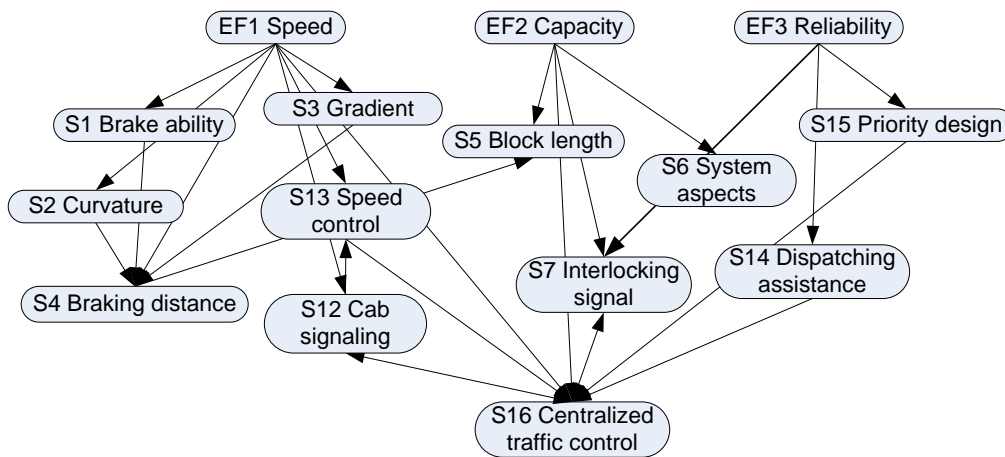 EF1 Speed
EF2 Capacity
EF3 Reliability
S3 Gradient
S1 Brake ability
S15 Priority design
S5 Block length
S6 System
aspects
S2 Curvature
S13 Speed
control
S7 Interlocking
signal
S14 Dispatching
assistance
S4 Braking distance
S12 Cab
signaling
S16 Centralized
traffic control